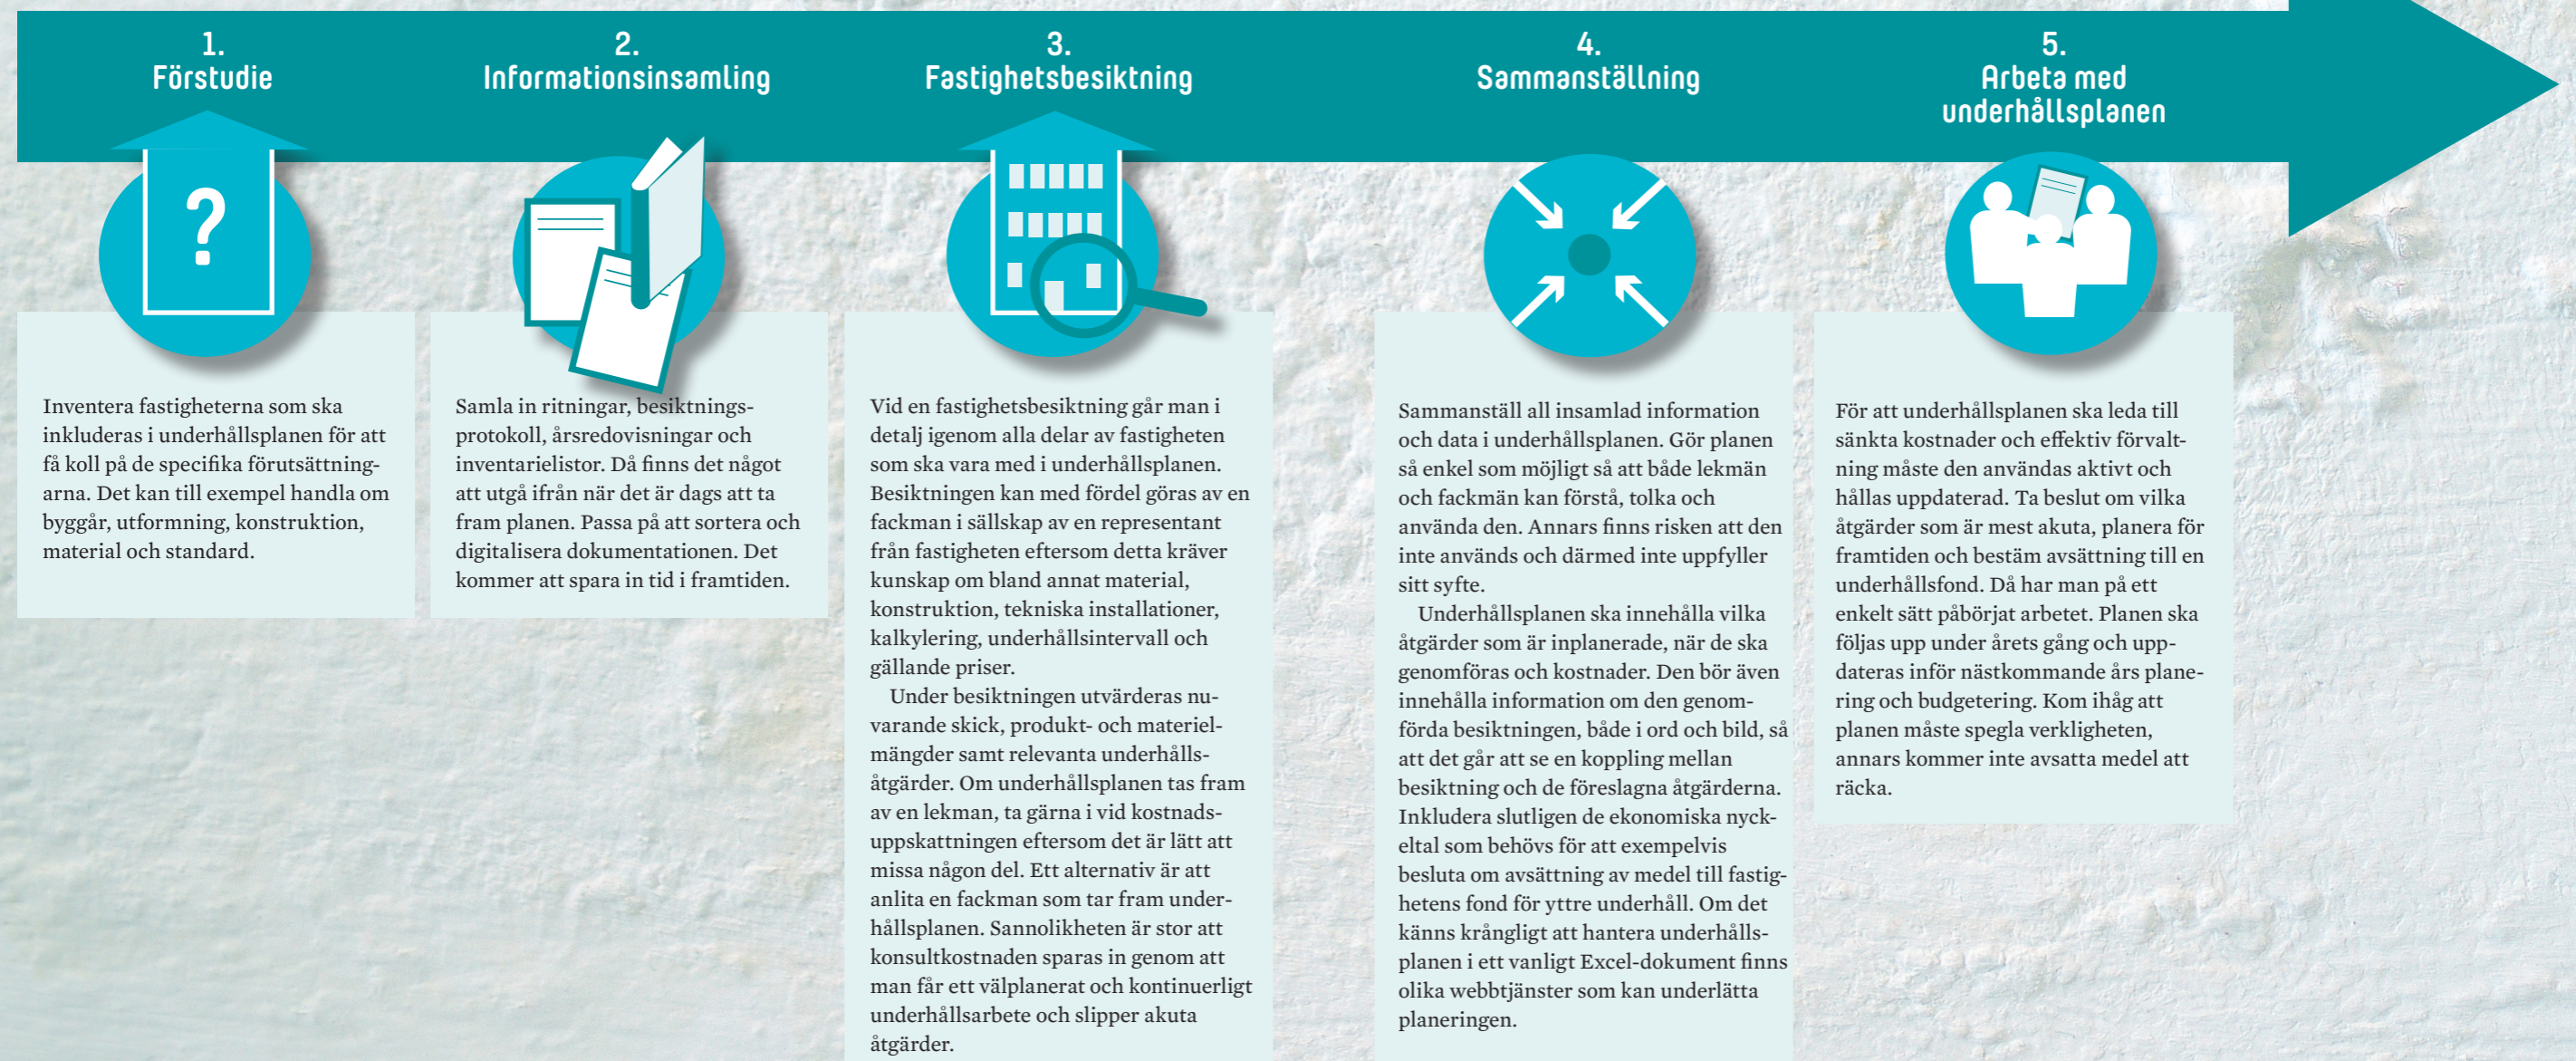 1.
Förstudie
?
Inventera fastigheterna som ska
inkluderas i underhållsplanen för att
få koll på de specifika förutsättning-
arna. Det kan till exempel handla om
byggår, utformning, konstruktion,
material och standard.
2.
Informationsinsamling
Samla in ritningar, besiktnings-
protokoll, årsredovisningar och
inventarielistor. Då finns det något
att utgå ifrån när det är dags att ta
fram planen. Passa på att sortera och
digitalisera dokumentationen. Det
kommer att spara in tid i framtiden.
3.
Fastighetsbesiktning
Vid en fastighetsbesiktning går man i
detalj igenom alla delar av fastigheten
som ska vara med i underhållsplanen.
Besiktningen kan med fördel göras av en
fackman i sällskap av en representant
från fastigheten eftersom detta kräver
kunskap om bland annat material,
konstruktion, tekniska installationer,
kalkylering, underhållsintervall och
gällande priser.
Under besiktningen utvärderas nu-
varande skick, produkt- och materiel-
mängder samt relevanta underhålls-
åtgärder. Om underhållsplanen tas fram
av en lekman, ta gärna i vid kostnads-
uppskattningen eftersom det är lätt att
missa någon del. Ett alternativ är att
anlita en fackman som tar fram under-
hållsplanen. Sannolikheten är stor att
konsultkostnaden sparas in genom att
man får ett välplanerat och kontinuerligt
underhållsarbete och slipper akuta
åtgärder.
4.
Sammanställning
Sammanställ all insamlad information
och data i underhållsplanen. Gör planen
så enkel som möjligt så att både lekmän
och fackmän kan förstå, tolka och
använda den. Annars finns risken att den
inte används och därmed inte uppfyller
sitt syfte.
Underhållsplanen ska innehålla vilka
åtgärder som är inplanerade, när de ska
genomföras och kostnader. Den bör även
innehålla information om den genom-
förda besiktningen, både i ord och bild, så
att det går att se en koppling mellan
besiktning och de föreslagna åtgärderna.
Inkludera slutligen de ekonomiska nyck-
eltal som behövs för att exempelvis
besluta om avsättning av medel till fastig-
hetens fond för yttre underhåll. Om det
känns krångligt att hantera underhålls-
planen i ett vanligt Excel-dokument finns
olika webbtjänster som kan underlätta
planeringen.
5.
Arbeta med
underhållsplanen
För att underhållsplanen ska leda till
sänkta kostnader och effektiv förvalt-
ning måste den användas aktivt och
hållas uppdaterad. Ta beslut om vilka
åtgärder som är mest akuta, planera för
framtiden och bestäm avsättning till en
underhållsfond. Då har man på ett
enkelt sätt påbörjat arbetet. Planen ska
följas upp under årets gång och upp-
dateras inför nästkommande års plane-
ring och budgetering. Kom ihåg att
planen måste spegla verkligheten,
annars kommer inte avsatta medel att
räcka.